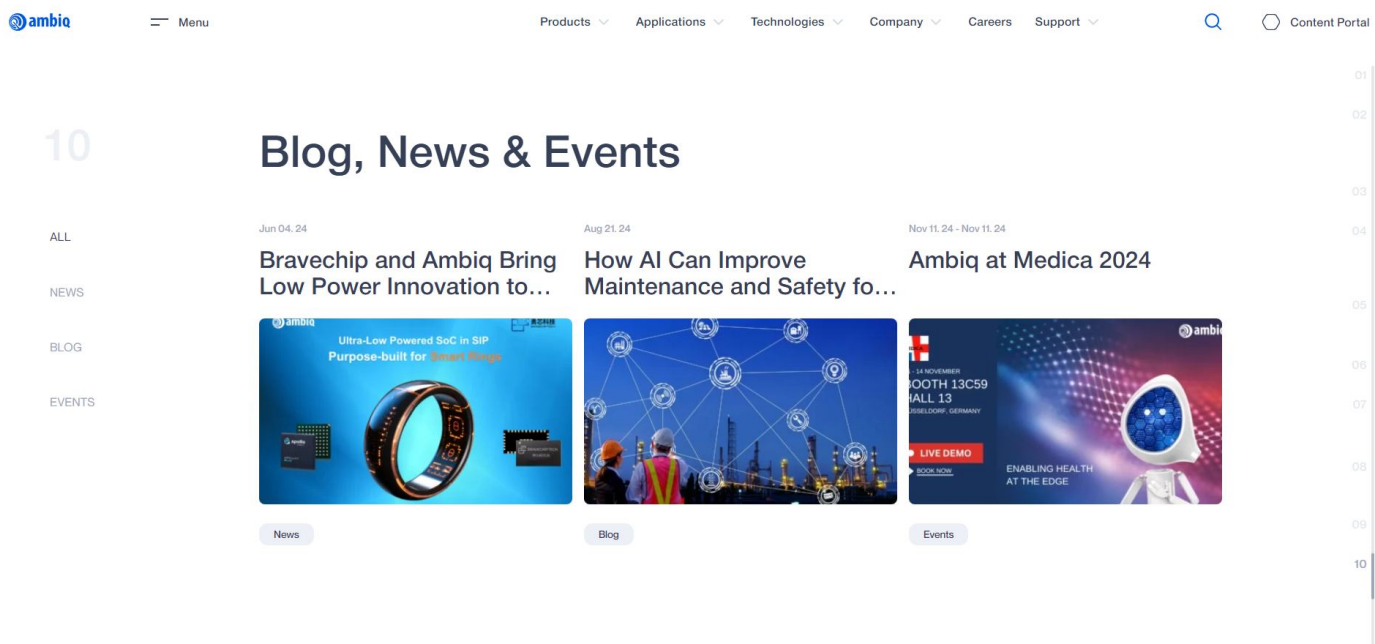 ambiq
Menu
Products
Applications
Technologies
Company
Careers
Support
Content Portal
10
Blog, News & Events
ALL
NEWS
BLOG
EVENTS
Jun 04. 24
Bravechip and Ambiq Bring
Low Power Innovation to...
ambiq
Ultra-Low Powered SoC in SIP
Purpose-built for Smart Rings
News
Aug 21. 24
How AI Can Improve
Maintenance and Safety fo...
Blog
Nov 11. 24 - Nov 11. 24
Ambiq at Medica 2024
ambiq
- 14 NOVEMBER
BOOTH 13C59
HALL 13
DÜSSELDORF, GERMANY
LIVE DEMO
BOOK NOW
ENABLING HEALTH
AT THE EDGE
Events
01
02
03
04
05
06
07
08
09
10